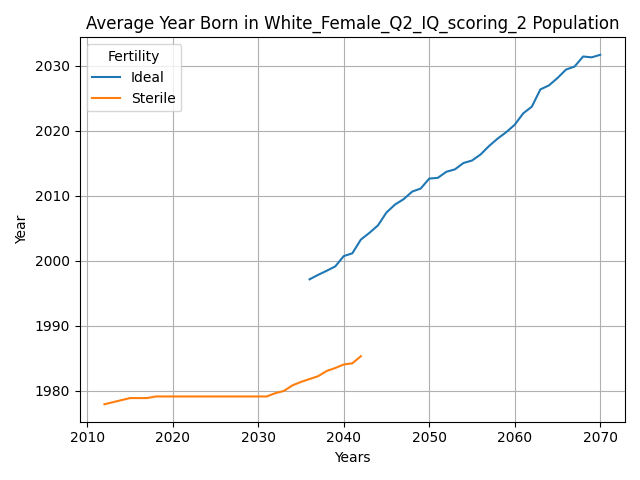 Average Year Born in White_Female_Q2_IQ_scoring_2 Population
Fertility
Ideal
Sterile
2030
2020
2010
2000
1990
1980
Year
2010 2020 2030 2040 2050 2060 2070
Years